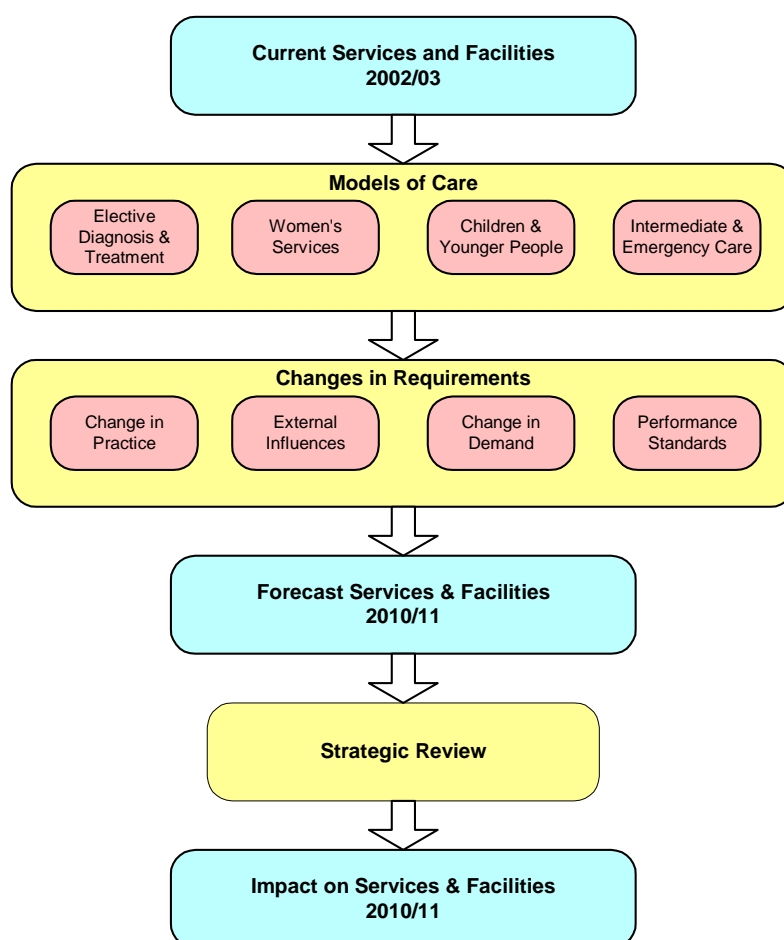 Current Services and Facilities
2002/03
Models of Care
Elective
Diagnosis &
Treatment
Women's
Services
Children &
Younger People
Intermediate &
Emergency Care
Changes in Requirements
Change in
Practice
External
Influences
Change in
Demand
Performance
Standards
Forecast Services & Facilities
2010/11
Strategic Review
Impact on Services & Facilities
2010/11